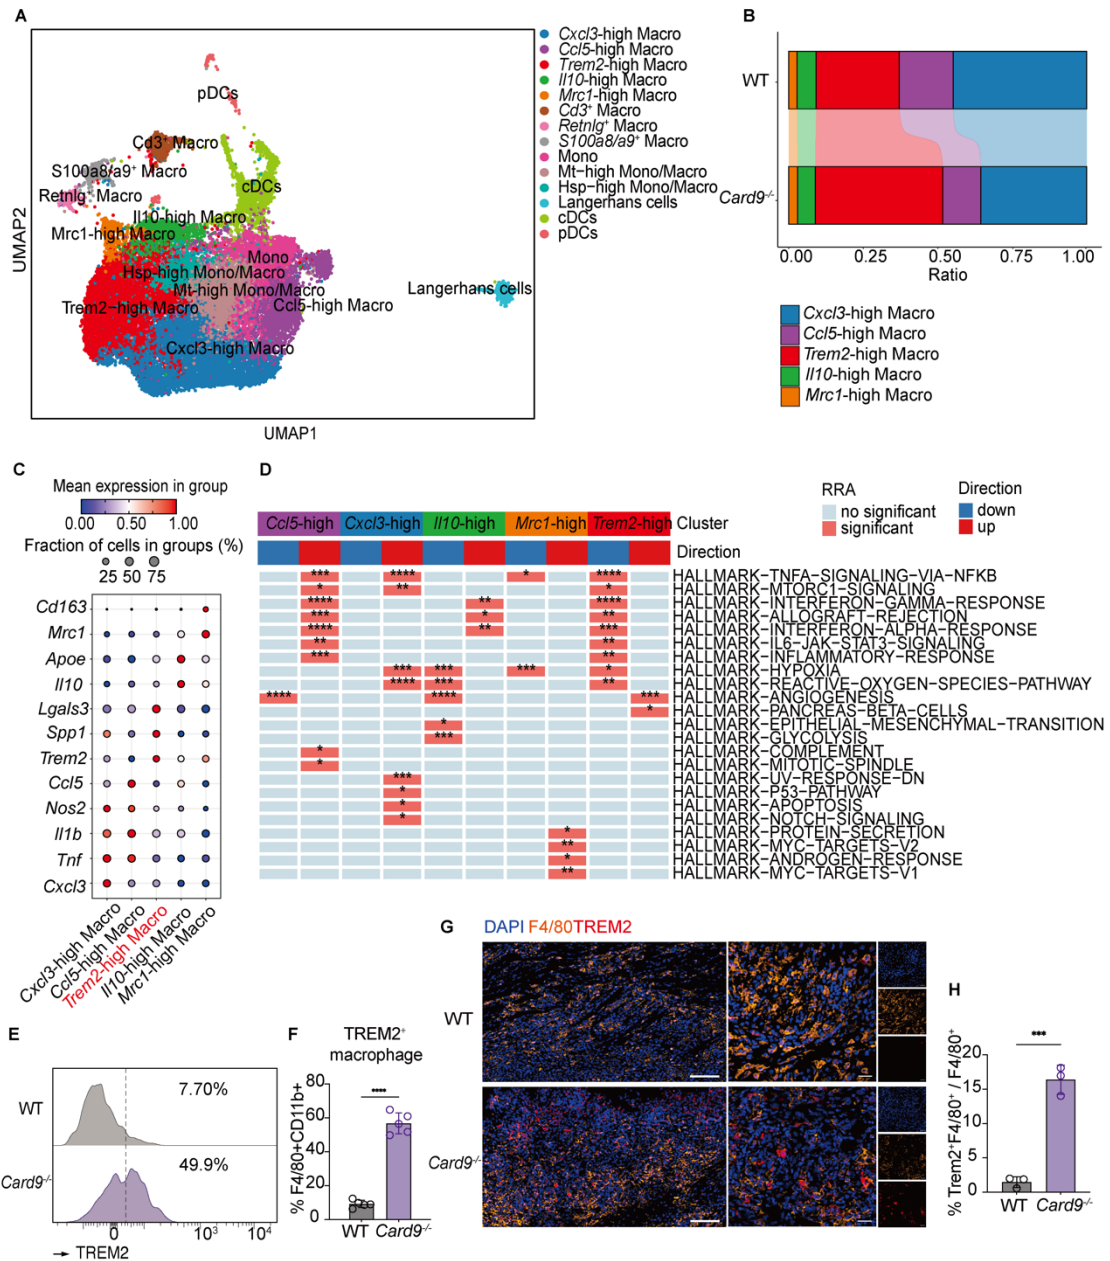 A
UMAP2
UMAP1
pDCs
Cd3⁺ Macro
S100a8/a9⁺ Macro
Retnlg⁺ Macro
cDCs
Il10-high Macro
Mrc1-high Macro
Mono
Hsp-high Mono/Macro
Mt-high Mono/Macro
Trem2-high Macro
Ccl5-high Macro
Langerhans cells
Cxcl3-high Macro
Cxcl3-high Macro
Ccl5-high Macro
Trem2-high Macro
Il10-high Macro
Mrc1-high Macro
Cd3⁺ Macro
Retnlg⁺ Macro
S100a8/a9⁺ Macro
Mono
Mt-high Mono/Macro
Hsp-high Mono/Macro
Langerhans cells
cDCs
pDCs
B
WT
Card9⁻/⁻
0.00 0.25 0.50 0.75 1.00
Ratio
Cxcl3-high Macro
Ccl5-high Macro
Trem2-high Macro
Il10-high Macro
Mrc1-high Macro
C
Mean expression in group
0.00 0.50 1.00
Fraction of cells in groups (%)
25 50 75
Cd163
Mrc1
Apoe
Il10
Lgals3
Spp1
Trem2
Ccl5
Nos2
Il1b
Tnf
Cxcl3
Cxcl3-high Macro
Ccl5-high Macro
Trem2-high Macro
Il10-high Macro
Mrc1-high Macro
D
RRA
no significant
significant
Direction
down
up
Ccl5-high Cxcl3-high Il10-high Mrc1-high Trem2-high Cluster
Direction
*** **** * **** HALLMARK-TNFA-SIGNALING-VIA-NFKB
* ** * HALLMARK-MTORC1-SIGNALING
**** ** **** HALLMARK-INTERFERON-GAMMA-RESPONSE
*** * ** HALLMARK-ALLOGRAFT-REJECTION
**** ** *** HALLMARK-INTERFERON-ALPHA-RESPONSE
** ** HALLMARK-IL6-JAK-STAT3-SIGNALING
*** ** HALLMARK-INFLAMMATORY-RESPONSE
*** *** *** * HALLMARK-HYPOXIA
**** *** ** HALLMARK-REACTIVE-OXYGEN-SPECIES-PATHWAY
**** **** *** HALLMARK-ANGIOGENESIS
* HALLMARK-PANCREAS-BETA-CELLS
* HALLMARK-EPITHELIAL-MESENCHYMAL-TRANSITION
*** HALLMARK-GLYCOLYSIS
* HALLMARK-COMPLEMENT
* HALLMARK-MITOTIC-SPINDLE
*** HALLMARK-UV-RESPONSE-DN
* HALLMARK-P53-PATHWAY
* HALLMARK-APOPTOSIS
* HALLMARK-NOTCH-SIGNALING
* HALLMARK-PROTEIN-SECRETION
** HALLMARK-MYC-TARGETS-V2
* HALLMARK-ANDROGEN-RESPONSE
** HALLMARK-MYC-TARGETS-V1
E
WT
7.70%
Card9⁻/⁻
49.9%
0 10³ 10⁴
→ TREM2
F
TREM2⁺
macrophage
% F4/80+CD11b+
80
60
40
20
0
****
WT Card9⁻/⁻
G
DAPI F4/80TREM2
WT
Card9⁻/⁻
H
% Trem2⁺F4/80⁺ / F4/80⁺
20
15
10
5
0
***
WT Card9⁻/⁻